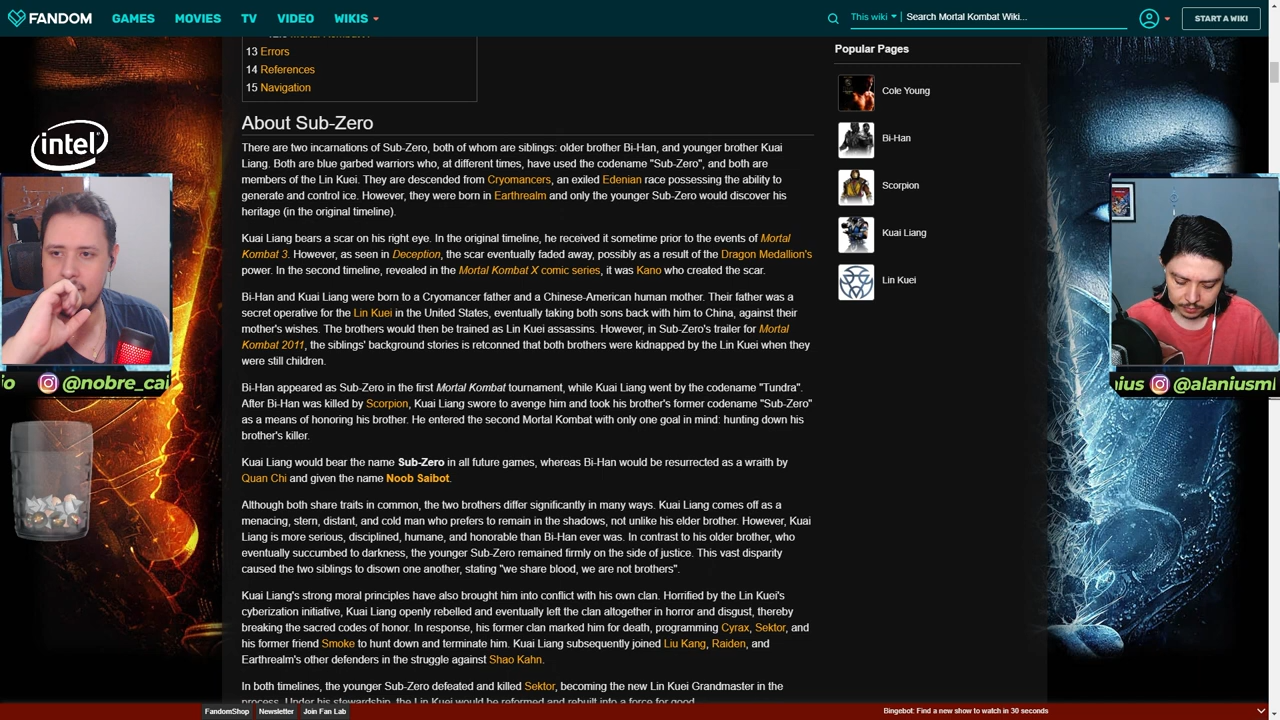 FANDOM
GAMES
MOVIES
TV
VIDEO
WIKIS
This wiki
Search Mortal Kombat Wiki...
START A WIKI
13 Errors
14 References
15 Navigation
Popular Pages
Cole Young
Bi-Han
Scorpion
Kuai Liang
Lin Kuei
intel
About Sub-Zero
There are two incarnations of Sub-Zero, both of whom are siblings: older brother Bi-Han, and younger brother Kuai
Liang. Both are blue garbed warriors who, at different times, have used the codename "Sub-Zero", and both are
members of the Lin Kuei. They are descended from Cryomancers, an exiled Edenian race possessing the ability to
generate and control ice. However, they were born in Earthrealm and only the younger Sub-Zero would discover his
heritage (in the original timeline).
Kuai Liang bears a scar on his right eye. In the original timeline, he received it sometime prior to the events of Mortal
Kombat 3. However, as seen in Deception, the scar eventually faded away, possibly as a result of the Dragon Medallion's
power. In the second timeline, revealed in the Mortal Kombat X comic series, it was Kano who created the scar.
Bi-Han and Kuai Liang were born to a Cryomancer father and a Chinese-American human mother. Their father was a
secret operative for the Lin Kuei in the United States, eventually taking both sons back with him to China, against their
mother's wishes. The brothers would then be trained as Lin Kuei assassins. However, in Sub-Zero's trailer for Mortal
Kombat 2011, the siblings' background stories is retconned that both brothers were kidnapped by the Lin Kuei when they
were still children.
Bi-Han appeared as Sub-Zero in the first Mortal Kombat tournament, while Kuai Liang went by the codename "Tundra".
After Bi-Han was killed by Scorpion, Kuai Liang swore to avenge him and took his brother's former codename "Sub-Zero"
as a means of honoring his brother. He entered the second Mortal Kombat with only one goal in mind: hunting down his
brother's killer.
Kuai Liang would bear the name Sub-Zero in all future games, whereas Bi-Han would be resurrected as a wraith by
Quan Chi and given the name Noob Saibot.
Although both share traits in common, the two brothers differ significantly in many ways. Kuai Liang comes off as a
menacing, stern, distant, and cold man who prefers to remain in the shadows, not unlike his elder brother. However, Kuai
Liang is more serious, disciplined, humane, and honorable than Bi-Han ever was. In contrast to his older brother, who
eventually succumbed to darkness, the younger Sub-Zero remained firmly on the side of justice. This vast disparity
caused the two siblings to disown one another, stating "we share blood, we are not brothers".
Kuai Liang's strong moral principles have also brought him into conflict with his own clan. Horrified by the Lin Kuei's
cyberization initiative, Kuai Liang openly rebelled and eventually left the clan altogether in horror and disgust, thereby
breaking the sacred codes of honor. In response, his former clan marked him for death, programming Cyrax, Sektor, and
his former friend Smoke to hunt down and terminate him. Kuai Liang subsequently joined Liu Kang, Raiden, and
Earthrealm's other defenders in the struggle against Shao Kahn.
In both timelines, the younger Sub-Zero defeated and killed Sektor, becoming the new Lin Kuei Grandmaster in the
process. Under his stewardship, the Lin Kuei would be reformed and rebuilt into a force for good.
io @nobre_cai
nius @alaniusml
FandomShop
Newsletter
Join Fan Lab
Bingebot: Find a new show to watch in 30 seconds